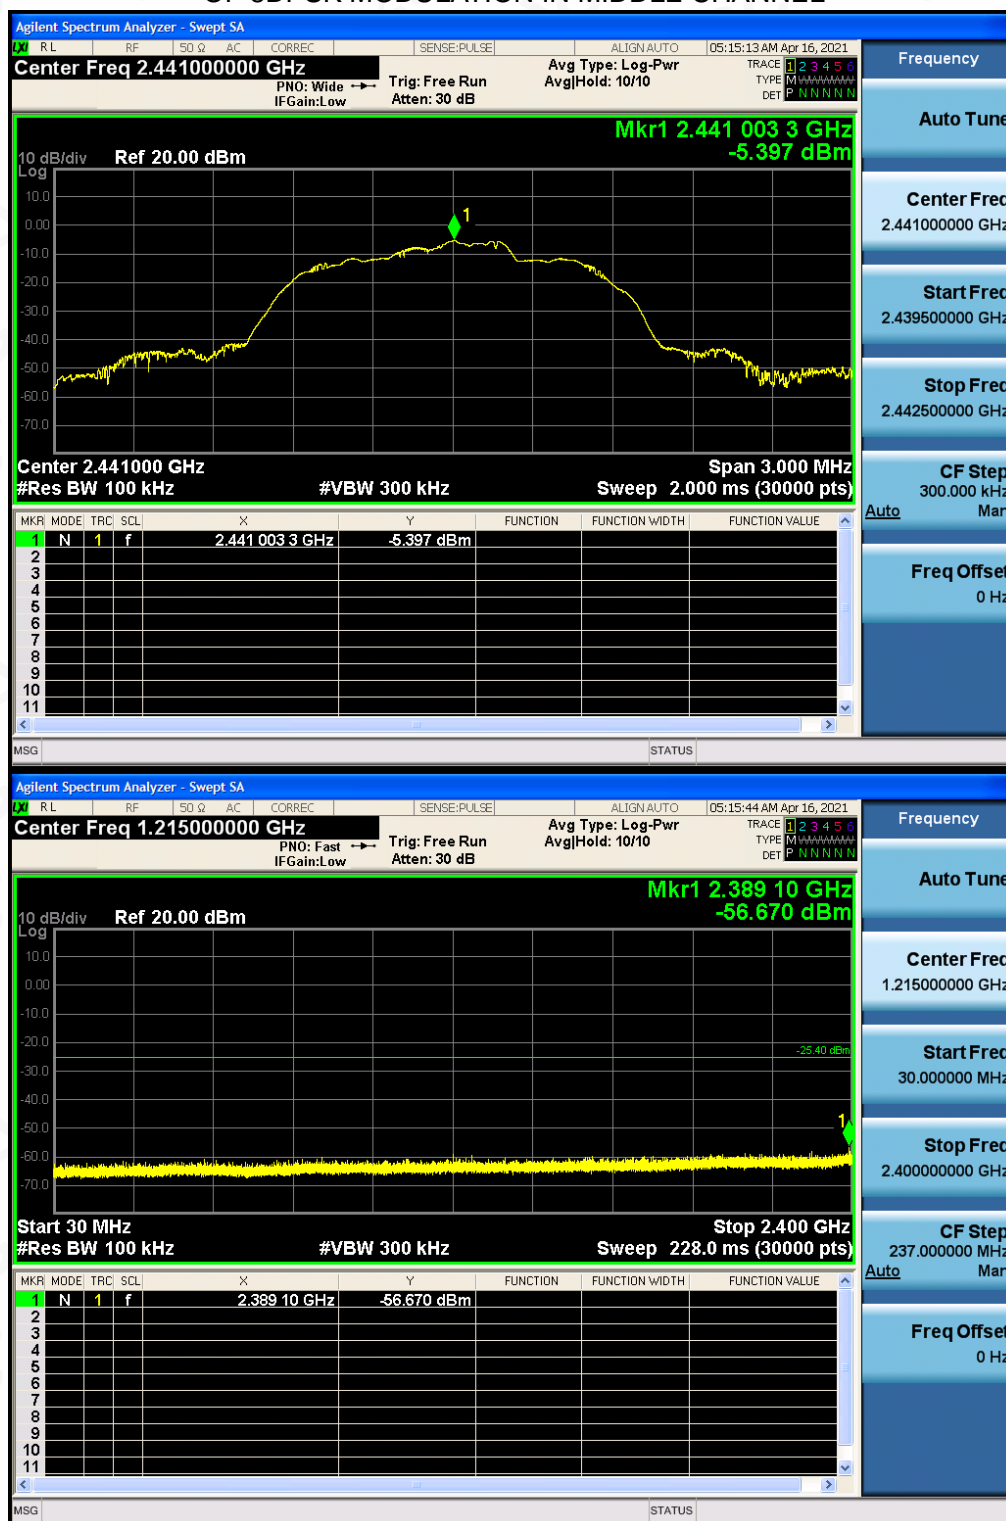 OF 8DPSK MODULATION IN MIDDLE CHANNEL
Agilent Spectrum Analyzer - Swept SA
LXI RL RF 50 Ω AC CORREC SENSE:PULSE ALIGN AUTO 05:15:13 AM Apr 16, 2021
Center Freq 2.441000000 GHz
PNO: Wide
IFGain:Low
Trig: Free Run
Atten: 30 dB
Avg Type: Log-Pwr
Avg|Hold: 10/10
TRACE 1 2 3 4 5 6
TYPE M
DET P N N N N N
Mkr1 2.441 003 3 GHz
-5.397 dBm
10 dB/div Ref 20.00 dBm
Log
10.0
0.00
-10.0
-20.0
-30.0
-40.0
-50.0
-60.0
-70.0
1
Center 2.441000 GHz Span 3.000 MHz
#Res BW 100 kHz #VBW 300 kHz Sweep 2.000 ms (30000 pts)
MKR MODE TRC SCL X Y FUNCTION FUNCTION WIDTH FUNCTION VALUE
1 N 1 f 2.441 003 3 GHz -5.397 dBm
2
3
4
5
6
7
8
9
10
11
MSG STATUS
Frequency
Auto Tune
Center Freq
2.441000000 GHz
Start Freq
2.439500000 GHz
Stop Freq
2.442500000 GHz
CF Step
300.000 kHz
Auto Man
Freq Offset
0 Hz
Agilent Spectrum Analyzer - Swept SA
LXI RL RF 50 Ω AC CORREC SENSE:PULSE ALIGN AUTO 05:15:44 AM Apr 16, 2021
Center Freq 1.215000000 GHz
PNO: Fast
IFGain:Low
Trig: Free Run
Atten: 30 dB
Avg Type: Log-Pwr
Avg|Hold: 10/10
TRACE 1 2 3 4 5 6
TYPE M
DET P N N N N N
Mkr1 2.389 10 GHz
-56.670 dBm
10 dB/div Ref 20.00 dBm
Log
10.0
0.00
-10.0
-20.0
-30.0
-40.0
-50.0
-60.0
-70.0
-25.40 dBm
1
Start 30 MHz Stop 2.400 GHz
#Res BW 100 kHz #VBW 300 kHz Sweep 228.0 ms (30000 pts)
MKR MODE TRC SCL X Y FUNCTION FUNCTION WIDTH FUNCTION VALUE
1 N 1 f 2.389 10 GHz -56.670 dBm
2
3
4
5
6
7
8
9
10
11
MSG STATUS
Frequency
Auto Tune
Center Freq
1.215000000 GHz
Start Freq
30.000000 MHz
Stop Freq
2.400000000 GHz
CF Step
237.000000 MHz
Auto Man
Freq Offset
0 Hz